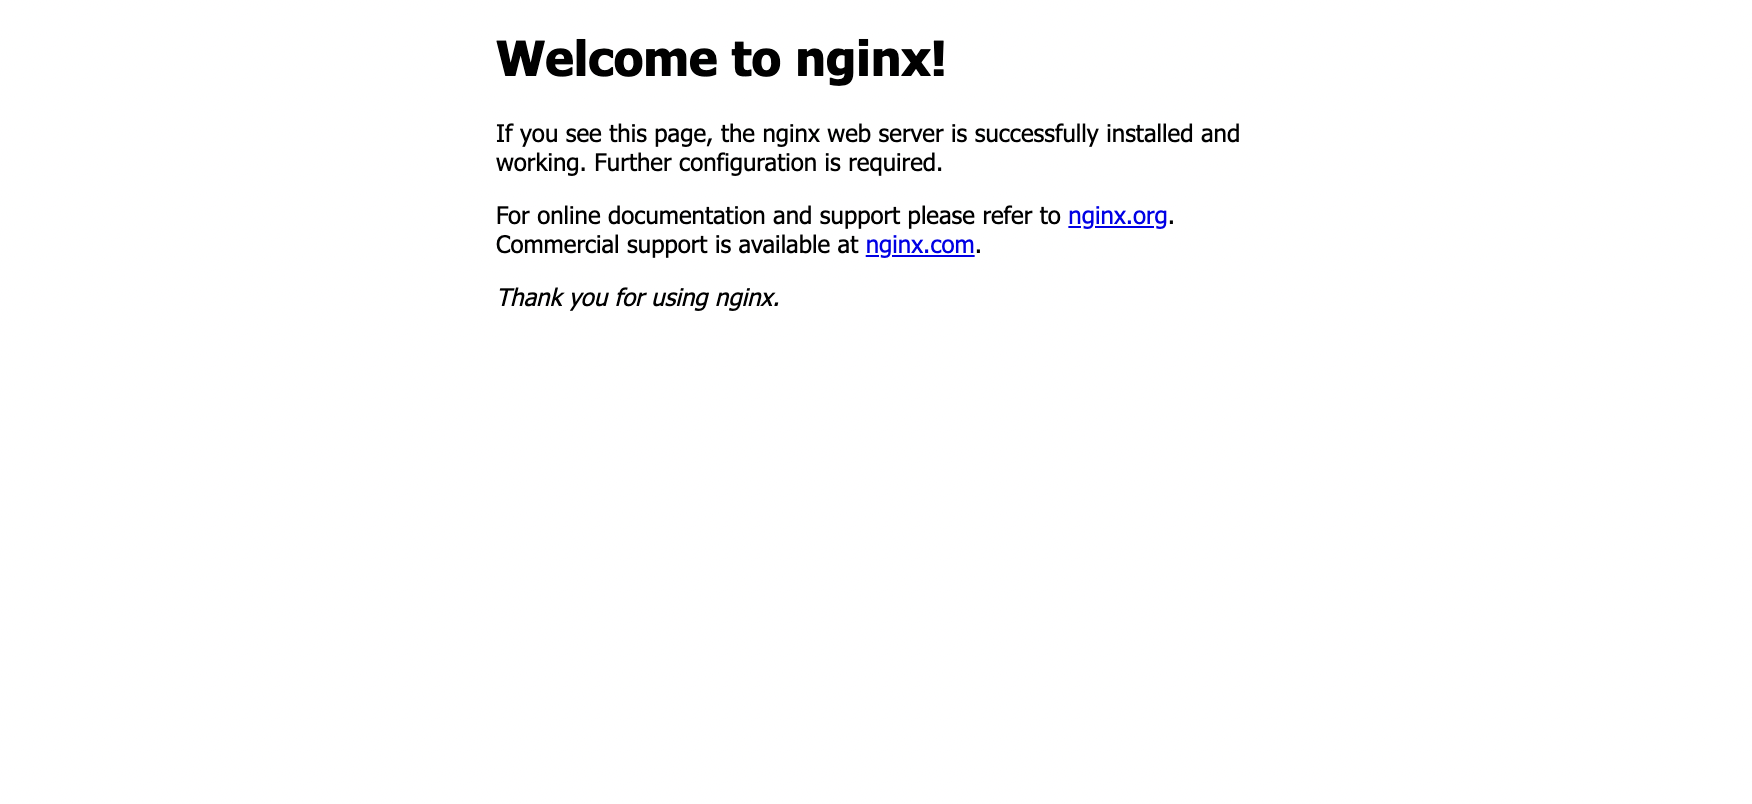 Welcome to nginx!
If you see this page, the nginx web server is successfully installed and
working. Further configuration is required.
For online documentation and support please refer to nginx.org.
Commercial support is available at nginx.com.
Thank you for using nginx.